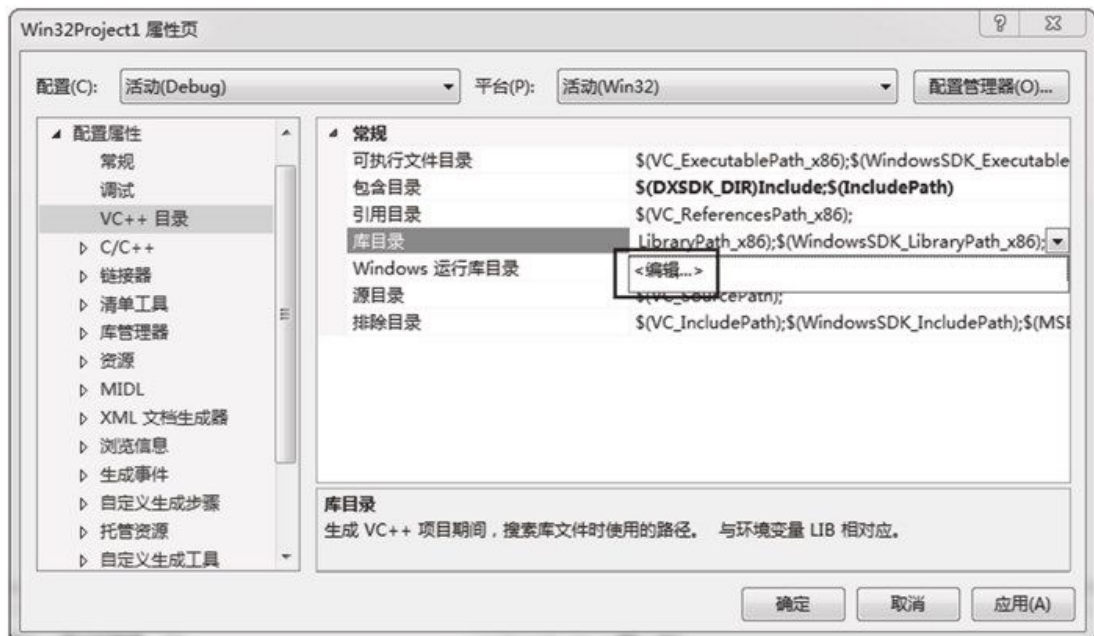 Win32Project1 属性页
配置(C): 活动(Debug) 平台(P): 活动(Win32) 配置管理器(O)...
配置属性
常规
调试
VC++ 目录
C/C++
链接器
清单工具
库管理器
资源
MIDL
XML 文档生成器
浏览信息
生成事件
自定义生成步骤
托管资源
自定义生成工具
常规
可执行文件目录 $(VC_ExecutablePath_x86);$(WindowsSDK_Executable
包含目录 $(DXSDK_DIR)Include;$(IncludePath)
引用目录 $(VC_ReferencesPath_x86);
库目录 LibraryPath_x86);$(WindowsSDK_LibraryPath_x86);
Windows 运行库目录 <编辑...>
源目录 $(VC_SourcePath);
排除目录 $(VC_IncludePath);$(WindowsSDK_IncludePath);$(MSB
库目录
生成 VC++ 项目期间，搜索库文件时使用的路径。 与环境变量 LIB 相对应。
确定 取消 应用(A)